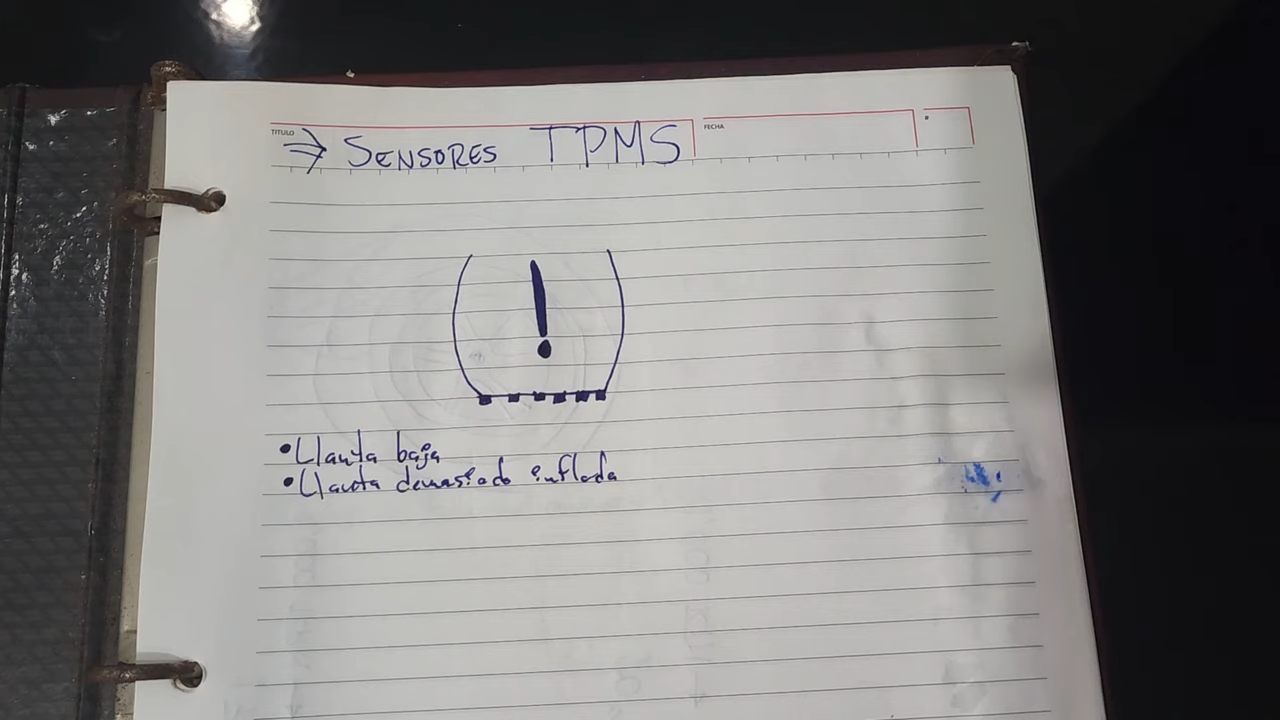 TITULO
FECHA
⇒ SENSORES TPMS
!
• Llanta baja
• Llanta demasiado inflada